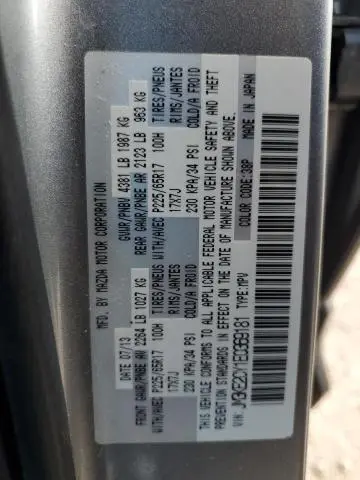 MFD. BY MAZDA MOTOR CORPORATION
DATE 07/13 GVWR/PNBV 4381 LB 1987 KG
FRONT GAWR/PNBE AV 2264 LB 1027 KG REAR GAWR/PNBE AR 2123 LB 963 KG
WITH/AVEC P225/65R17 100H TIRES/PNEUS WITH/AVEC P225/65R17 100H TIRES/PNEUS
17X7J RIMS/JANTES 17X7J RIMS/JANTES
230 KPA/34 PSI COLD/A FROID 230 KPA/34 PSI COLD/A FROID
THIS VEHICLE CONFORMS TO ALL APPLICABLE FEDERAL MOTOR VEHICLE SAFETY AND THEFT
PREVENTION STANDARDS IN EFFECT ON THE DATE OF MANUFACTURE SHOWN ABOVE.
VIN: TYPE:MPV COLOR CODE:38P MADE IN JAPAN